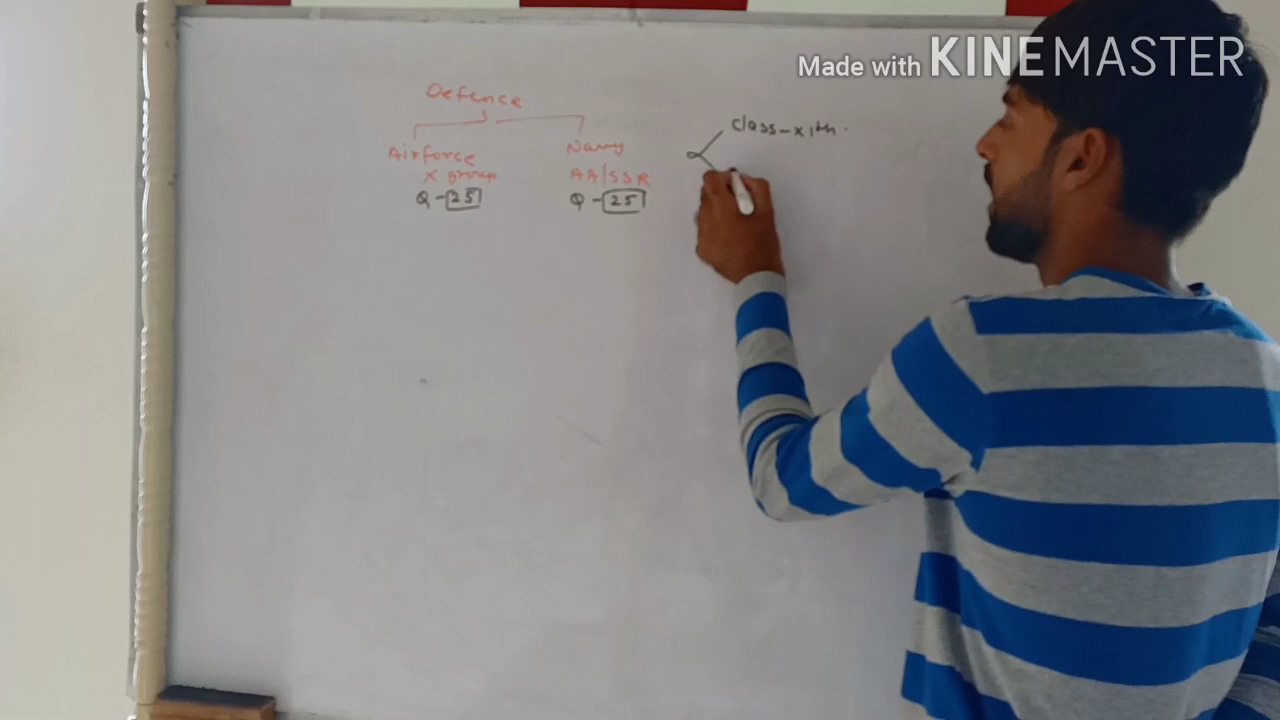 Made with KINEMASTER
Defence
Airforce
X group
Q - 25
Navy
AA/SSR
Q - 25
Class - XIth.